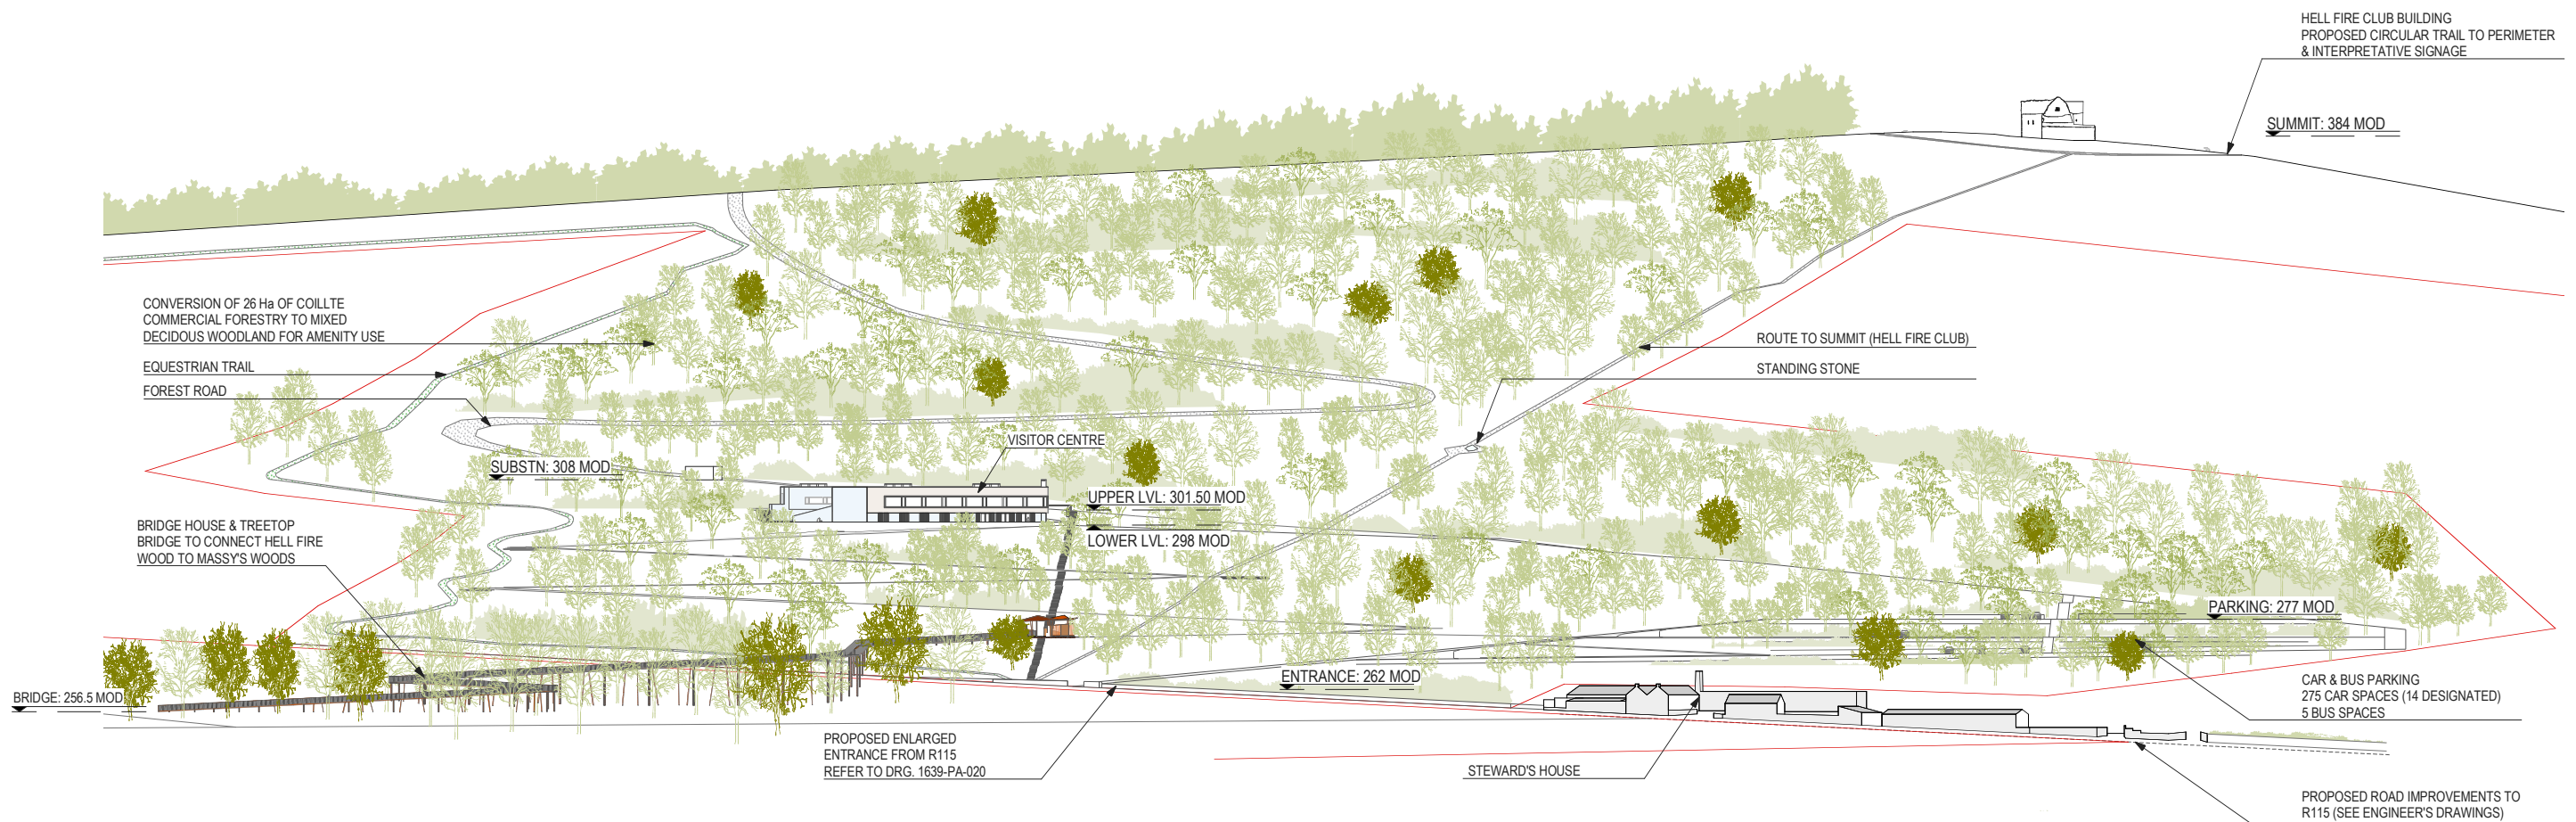 HELL FIRE CLUB BUILDING
PROPOSED CIRCULAR TRAIL TO PERIMETER
& INTERPRETATIVE SIGNAGE
SUMMIT: 384 MOD
CONVERSION OF 26 Ha OF COILLTE
COMMERCIAL FORESTRY TO MIXED
DECIDOUS WOODLAND FOR AMENITY USE
EQUESTRIAN TRAIL
FOREST ROAD
ROUTE TO SUMMIT (HELL FIRE CLUB)
STANDING STONE
VISITOR CENTRE
SUBSTN: 308 MOD
UPPER LVL: 301.50 MOD
LOWER LVL: 298 MOD
BRIDGE HOUSE & TREETOP
BRIDGE TO CONNECT HELL FIRE
WOOD TO MASSY'S WOODS
PARKING: 277 MOD
ENTRANCE: 262 MOD
BRIDGE: 256.5 MOD
CAR & BUS PARKING
275 CAR SPACES (14 DESIGNATED)
5 BUS SPACES
PROPOSED ENLARGED
ENTRANCE FROM R115
REFER TO DRG. 1639-PA-020
STEWARD'S HOUSE
PROPOSED ROAD IMPROVEMENTS TO
R115 (SEE ENGINEER'S DRAWINGS)